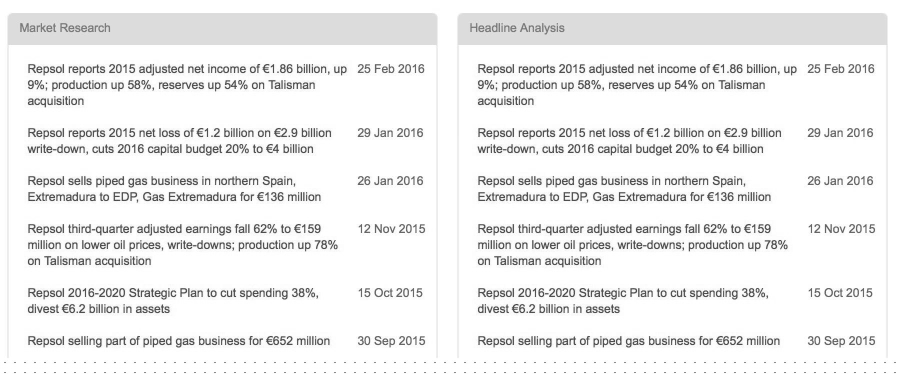 Market Research
Repsol reports 2015 adjusted net income of €1.86 billion, up 25 Feb 2016
9%; production up 58%, reserves up 54% on Talisman
acquisition
Repsol reports 2015 net loss of €1.2 billion on €2.9 billion 29 Jan 2016
write-down, cuts 2016 capital budget 20% to €4 billion
Repsol sells piped gas business in northern Spain, 26 Jan 2016
Extremadura to EDP, Gas Extremadura for €136 million
Repsol third-quarter adjusted earnings fall 62% to €159 12 Nov 2015
million on lower oil prices, write-downs; production up 78%
on Talisman acquisition
Repsol 2016-2020 Strategic Plan to cut spending 38%, 15 Oct 2015
divest €6.2 billion in assets
Repsol selling part of piped gas business for €652 million 30 Sep 2015
Headline Analysis
Repsol reports 2015 adjusted net income of €1.86 billion, up 25 Feb 2016
9%; production up 58%, reserves up 54% on Talisman
acquisition
Repsol reports 2015 net loss of €1.2 billion on €2.9 billion 29 Jan 2016
write-down, cuts 2016 capital budget 20% to €4 billion
Repsol sells piped gas business in northern Spain, 26 Jan 2016
Extremadura to EDP, Gas Extremadura for €136 million
Repsol third-quarter adjusted earnings fall 62% to €159 12 Nov 2015
million on lower oil prices, write-downs; production up 78%
on Talisman acquisition
Repsol 2016-2020 Strategic Plan to cut spending 38%, 15 Oct 2015
divest €6.2 billion in assets
Repsol selling part of piped gas business for €652 million 30 Sep 2015